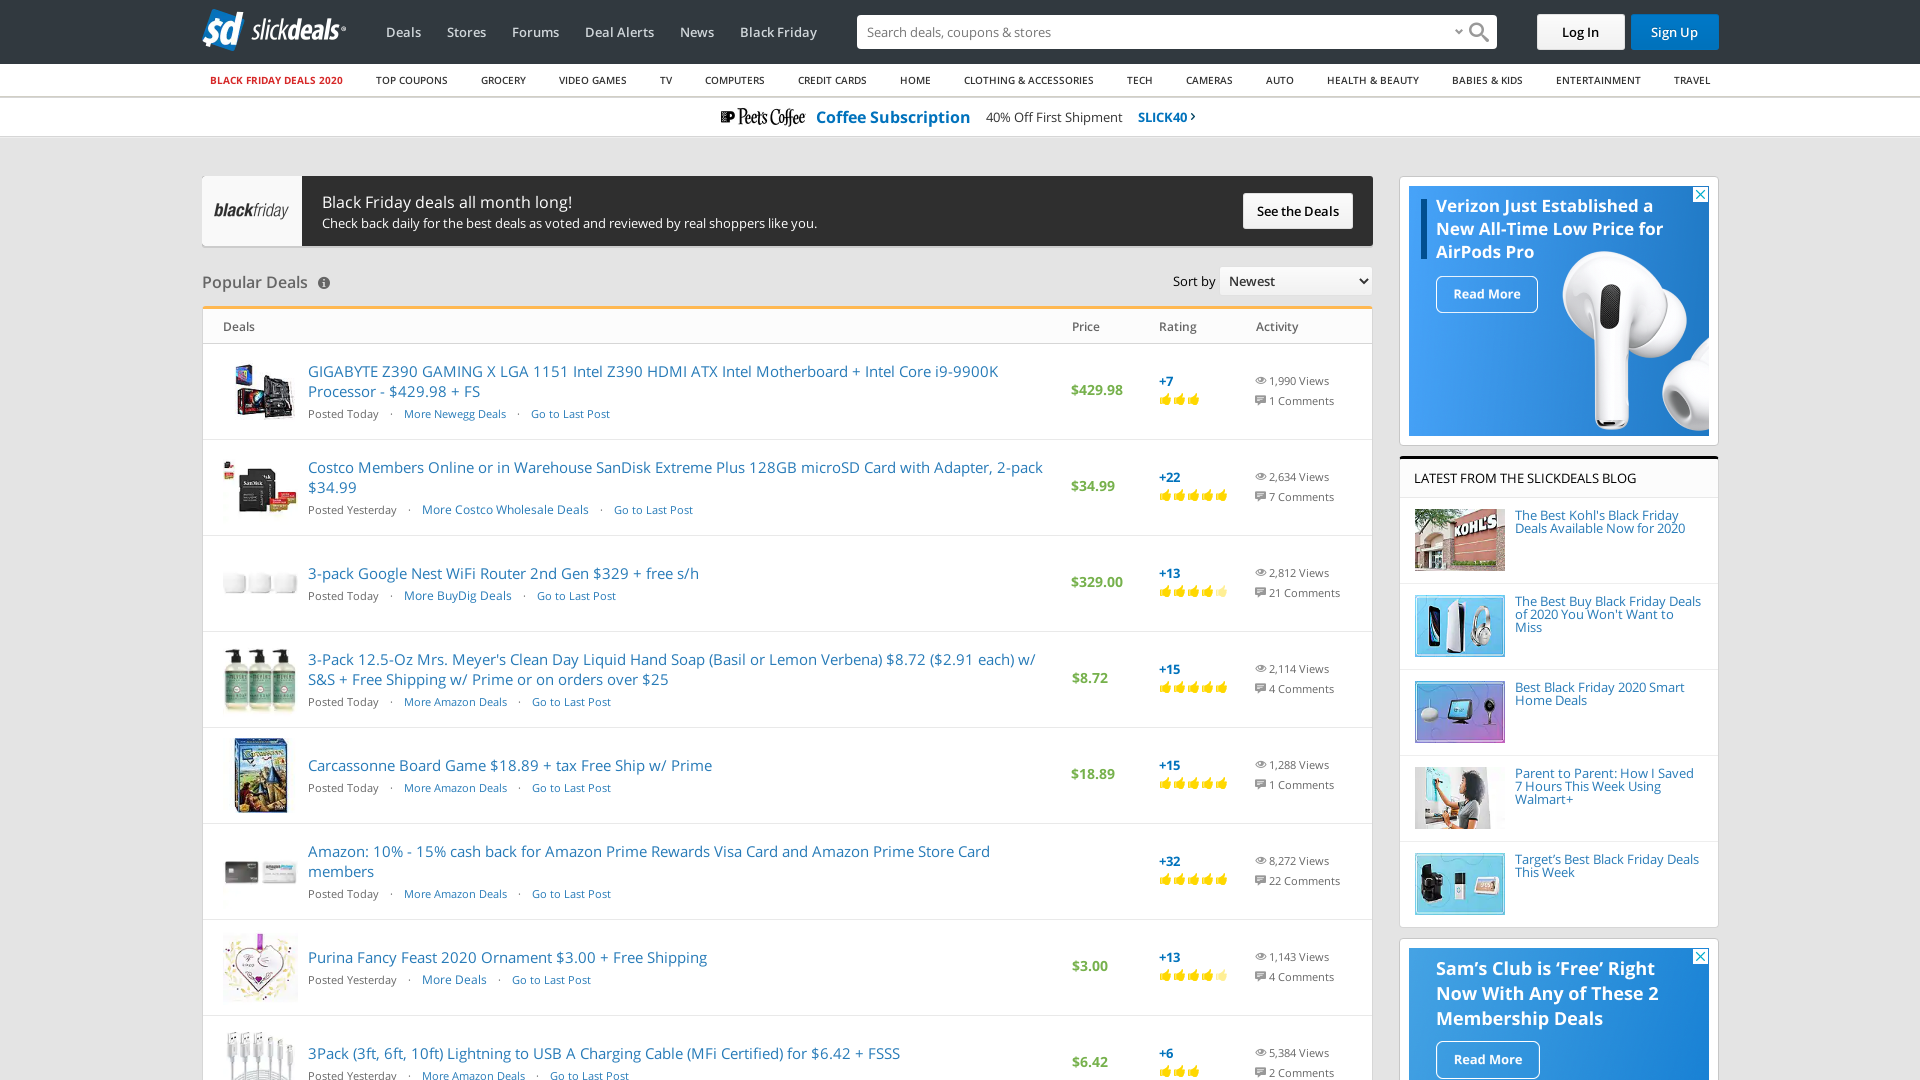 slickdeals
Deals
Stores
Forums
Deal Alerts
News
Black Friday
Search deals, coupons & stores
Log In
Sign Up
BLACK FRIDAY DEALS 2020
TOP COUPONS
GROCERY
VIDEO GAMES
TV
COMPUTERS
CREDIT CARDS
HOME
CLOTHING & ACCESSORIES
TECH
CAMERAS
AUTO
HEALTH & BEAUTY
BABIES & KIDS
ENTERTAINMENT
TRAVEL
Peet's Coffee
Coffee Subscription
40% Off First Shipment
SLICK40
blackfriday
Black Friday deals all month long!
Check back daily for the best deals as voted and reviewed by real shoppers like you.
See the Deals
Popular Deals
Sort by
Newest
Deals
Price
Rating
Activity
GIGABYTE Z390 GAMING X LGA 1151 Intel Z390 HDMI ATX Intel Motherboard + Intel Core i9-9900K
Processor - $429.98 + FS
Posted Today · More Newegg Deals · Go to Last Post
$429.98
+7
1,990 Views
1 Comments
Costco Members Online or in Warehouse SanDisk Extreme Plus 128GB microSD Card with Adapter, 2-pack
$34.99
Posted Yesterday · More Costco Wholesale Deals · Go to Last Post
$34.99
+22
2,634 Views
7 Comments
3-pack Google Nest WiFi Router 2nd Gen $329 + free s/h
Posted Today · More BuyDig Deals · Go to Last Post
$329.00
+13
2,812 Views
21 Comments
3-Pack 12.5-Oz Mrs. Meyer's Clean Day Liquid Hand Soap (Basil or Lemon Verbena) $8.72 ($2.91 each) w/
S&S + Free Shipping w/ Prime or on orders over $25
Posted Today · More Amazon Deals · Go to Last Post
$8.72
+15
2,114 Views
4 Comments
Carcassonne Board Game $18.89 + tax Free Ship w/ Prime
Posted Today · More Amazon Deals · Go to Last Post
$18.89
+15
1,288 Views
1 Comments
Amazon: 10% - 15% cash back for Amazon Prime Rewards Visa Card and Amazon Prime Store Card
members
Posted Today · More Amazon Deals · Go to Last Post
+32
8,272 Views
22 Comments
Purina Fancy Feast 2020 Ornament $3.00 + Free Shipping
Posted Yesterday · More Deals · Go to Last Post
$3.00
+13
1,143 Views
4 Comments
3Pack (3ft, 6ft, 10ft) Lightning to USB A Charging Cable (MFi Certified) for $6.42 + FSSS
Posted Yesterday · More Amazon Deals · Go to Last Post
$6.42
+6
5,384 Views
2 Comments
Verizon Just Established a
New All-Time Low Price for
AirPods Pro
Read More
LATEST FROM THE SLICKDEALS BLOG
KOHL'S
The Best Kohl's Black Friday
Deals Available Now for 2020
The Best Buy Black Friday Deals
of 2020 You Won't Want to
Miss
Best Black Friday 2020 Smart
Home Deals
Parent to Parent: How I Saved
7 Hours This Week Using
Walmart+
Target’s Best Black Friday Deals
This Week
Sam’s Club is ‘Free’ Right
Now With Any of These 2
Membership Deals
Read More